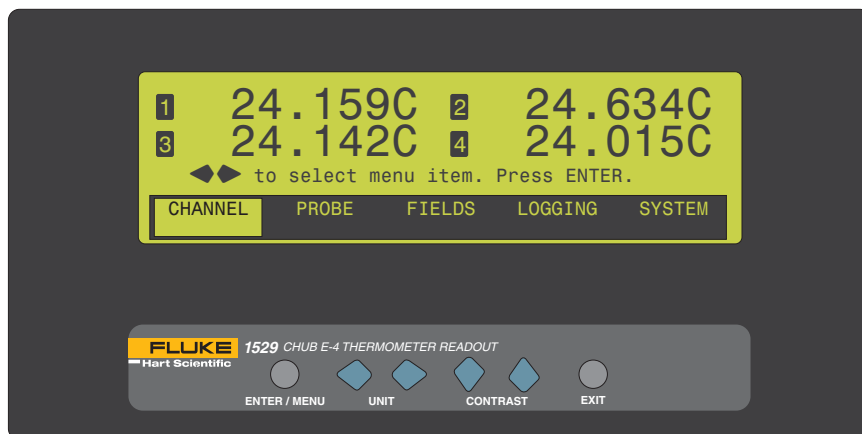 1 24.159C 2 24.634C
3 24.142C 4 24.015C
to select menu item. Press ENTER.
CHANNEL PROBE FIELDS LOGGING SYSTEM
FLUKE 1529 CHUB E-4 THERMOMETER READOUT
Hart Scientific
ENTER / MENU UNIT CONTRAST EXIT